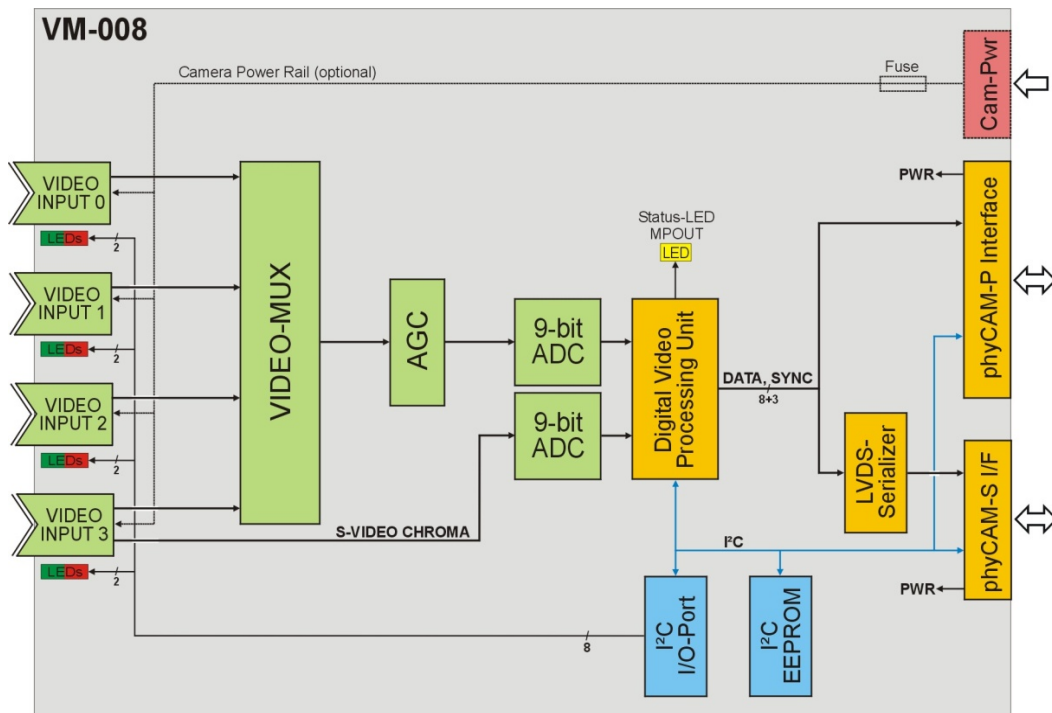 VM-008
Camera Power Rail (optional)
Fuse
Cam-Pwr
VIDEO
INPUT 0
LEDs
2
VIDEO
INPUT 1
LEDs
2
VIDEO
INPUT 2
LEDs
2
VIDEO
INPUT 3
LEDs
2
VIDEO-MUX
AGC
9-bit
ADC
9-bit
ADC
S-VIDEO CHROMA
Status-LED
MPOUT
LED
Digital Video
Processing Unit
DATA, SYNC
8+3
PWR
phyCAM-P Interface
LVDS-
Serializer
phyCAM-S I/F
PWR
I²C
I²C
I/O-Port
I²C
EEPROM
8